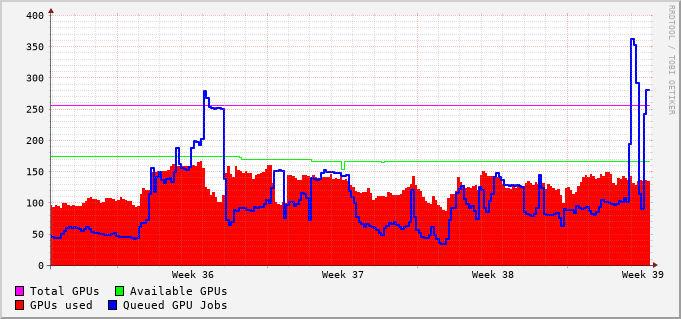 400
350
300
250
200
150
100
50
0
Week 36 Week 37 Week 38 Week 39
Total GPUs Available GPUs
GPUs used Queued GPU Jobs
RRDTOOL / TOBI OETIKER